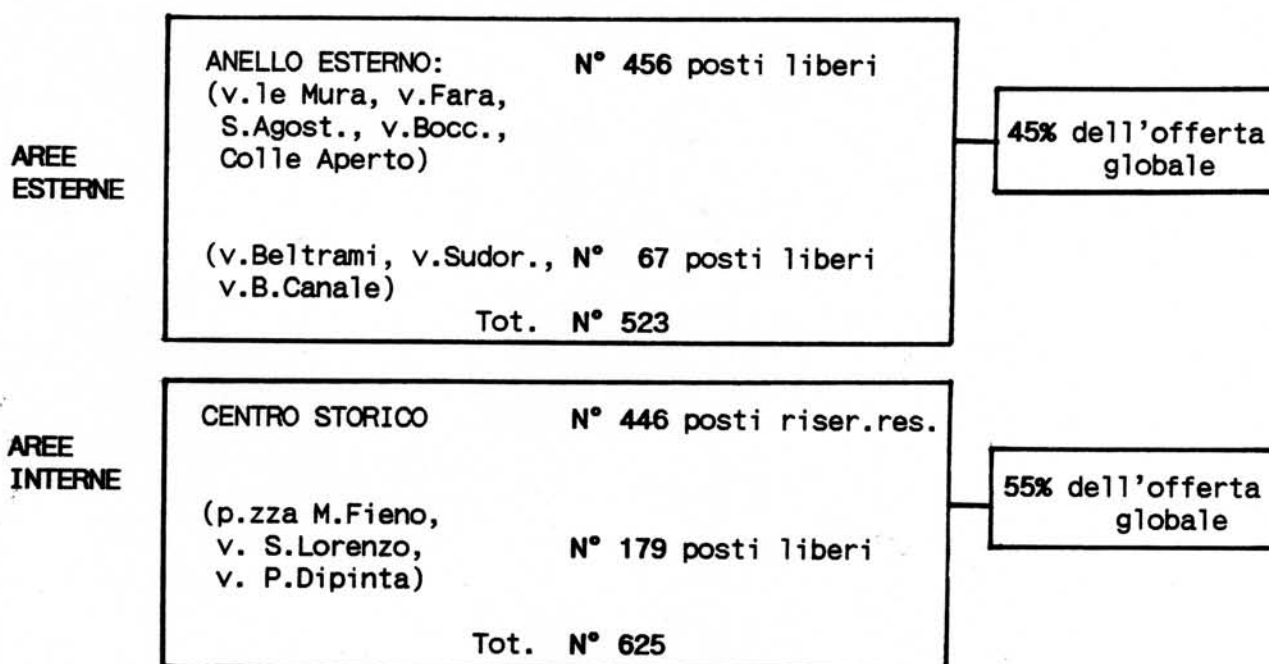 AREE
ESTERNE
ANELLO ESTERNO: N° 456 posti liberi
(v.le Mura, v.Fara,
S.Agost., v.Bocc.,
Colle Aperto)
(v.Beltrami, v.Sudor., N° 67 posti liberi
v.B.Canale)
Tot. N° 523
45% dell'offerta
globale
AREE
INTERNE
CENTRO STORICO N° 446 posti riser.res.
(p.zza M.Fieno,
v. S.Lorenzo, N° 179 posti liberi
v. P.Dipinta)
Tot. N° 625
55% dell'offerta
globale